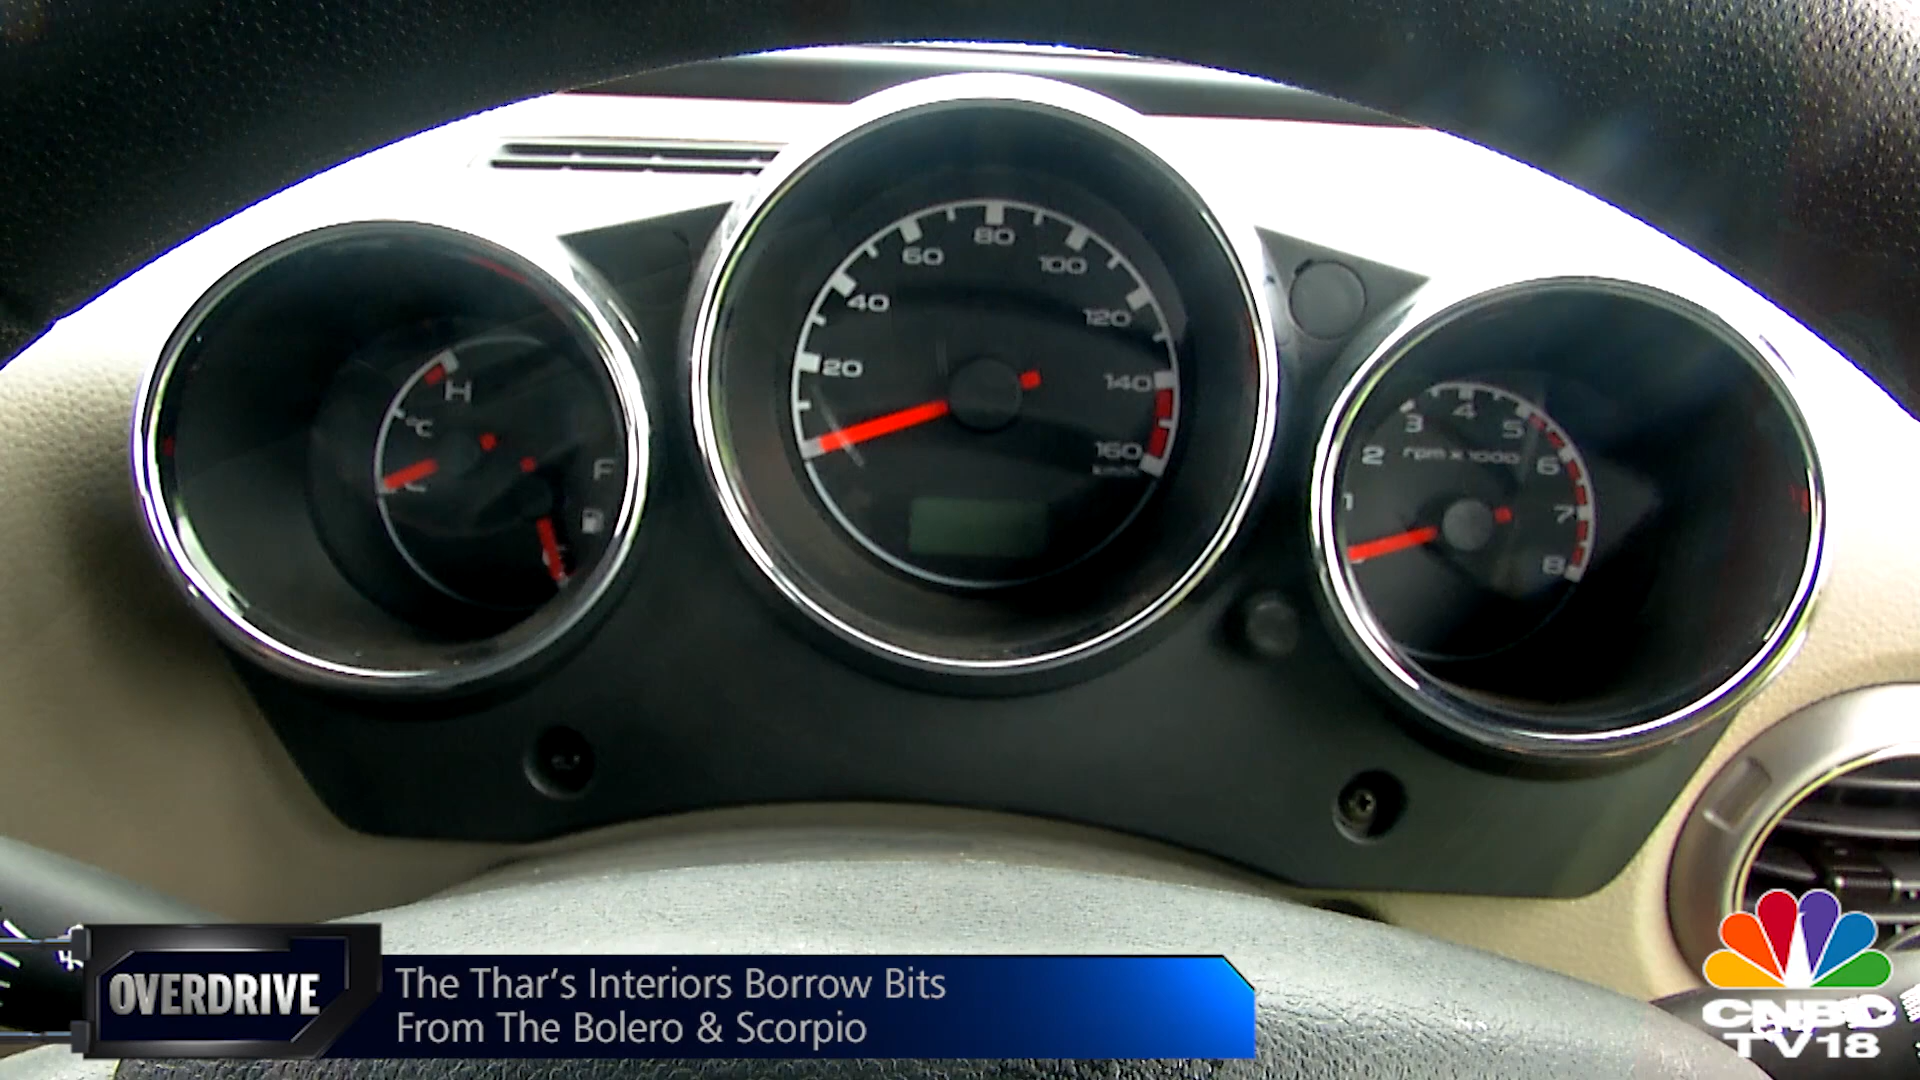 80
60
100
40
120
20
140
160
km/h
H
°C
F
4
3
5
2
rpm x 1000
6
1
7
8
OVERDRIVE
The Thar's Interiors Borrow Bits
From The Bolero & Scorpio
CNBC
TV18